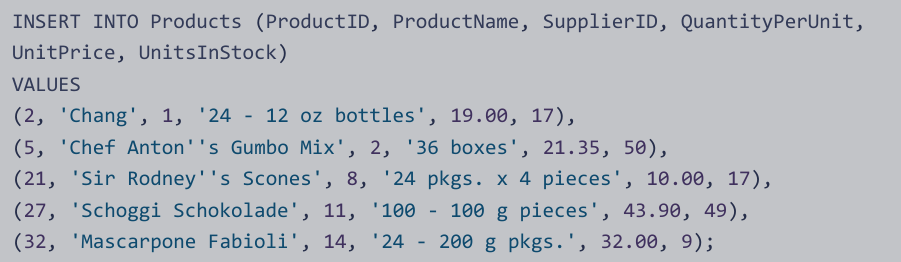 INSERT INTO Products (ProductID, ProductName, SupplierID, QuantityPerUnit,
UnitPrice, UnitsInStock)
VALUES
(2, 'Chang', 1, '24 - 12 oz bottles', 19.00, 17),
(5, 'Chef Anton''s Gumbo Mix', 2, '36 boxes', 21.35, 50),
(21, 'Sir Rodney''s Scones', 8, '24 pkgs. x 4 pieces', 10.00, 17),
(27, 'Schoggi Schokolade', 11, '100 - 100 g pieces', 43.90, 49),
(32, 'Mascarpone Fabioli', 14, '24 - 200 g pkgs.', 32.00, 9);